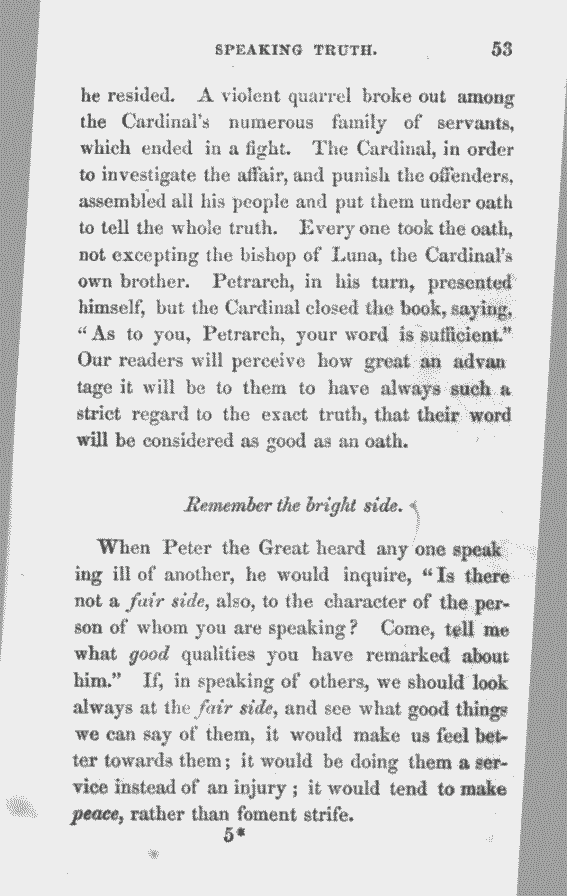 SPEAKING TRUTH. 53
he resided. A violent quarrel broke out among
the Cardinal's numerous family of servants,
which ended in a fight. The Cardinal, in order
to investigate the affair, and punish the offenders,
assembled all his people and put them under oath
to tell the whole truth. Every one took the oath,
not excepting the bishop of Luna, the Cardinal's
own brother. Petrarch, in his turn, presented
himself, but the Cardinal closed the book, saying,
"As to you, Petrarch, your word is sufficient."
Our readers will perceive how great an advan
tage it will be to them to have always such a
strict regard to the exact truth, that their word
will be considered as good as an oath.
Remember the bright side.
When Peter the Great heard any one speak
ing ill of another, he would inquire, "Is there
not a fair side, also, to the character of the per-
son of whom you are speaking? Come, tell me
what good qualities you have remarked about
him." If, in speaking of others, we should look
always at the fair side, and see what good things
we can say of them, it would make us feel bet-
ter towards them; it would be doing them a ser-
vice instead of an injury; it would tend to make
peace, rather than foment strife.
5*